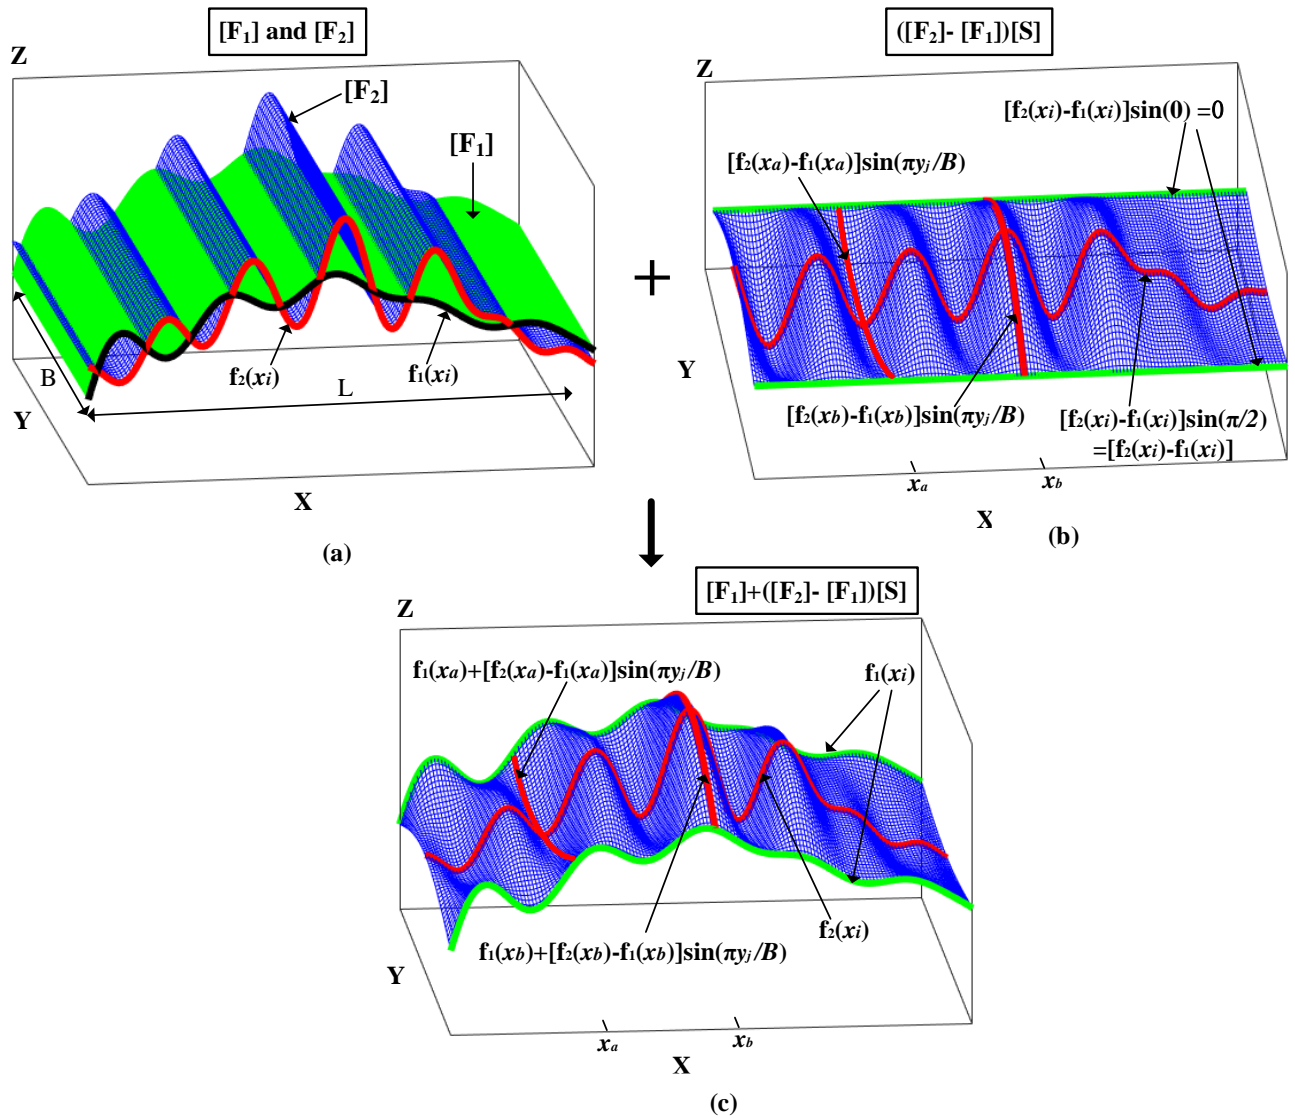 [F₁] and [F₂]
Z
[F₂]
[F₁]
f₂(xi)
f₁(xi)
B
L
Y
X
(a)
+
([F₂]- [F₁])[S]
Z
[f₂(xi)-f₁(xi)]sin(0) =0
[f₂(xa)-f₁(xa)]sin(πyj/B)
Y
[f₂(xb)-f₁(xb)]sin(πyj/B)
[f₂(xi)-f₁(xi)]sin(π/2)
=[f₂(xi)-f₁(xi)]
xa
xb
X
(b)
[F₁]+([F₂]- [F₁])[S]
Z
f₁(xa)+[f₂(xa)-f₁(xa)]sin(πyj/B)
f₁(xi)
f₂(xi)
f₁(xb)+[f₂(xb)-f₁(xb)]sin(πyj/B)
Y
xa
xb
X
(c)